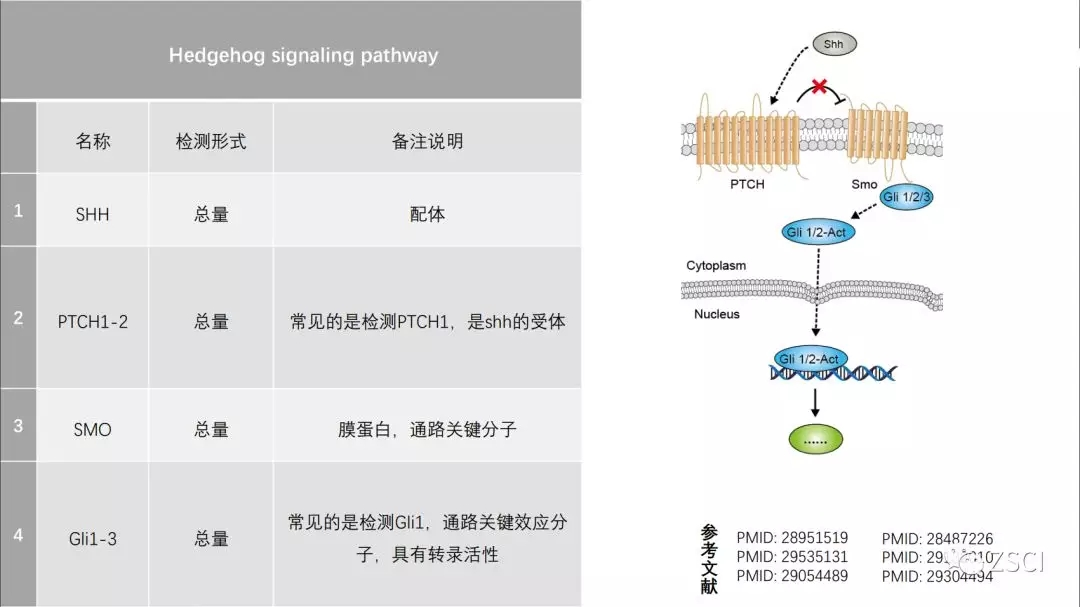 Hedgehog signaling pathway
名称 检测形式 备注说明
1 SHH 总量 配体
2 PTCH1-2 总量 常见的是检测PTCH1，是shh的受体
3 SMO 总量 膜蛋白，通路关键分子
4 Gli1-3 总量 常见的是检测Gli1，通路关键效应分
子，具有转录活性
Shh
PTCH
Smo
Gli 1/2/3
Gli 1/2-Act
Cytoplasm
Nucleus
Gli 1/2-Act
......
参考文献
PMID: 28951519 PMID: 28487226
PMID: 29535131 PMID:
PMID: 29054489 PMID: 29304494
ZSCI